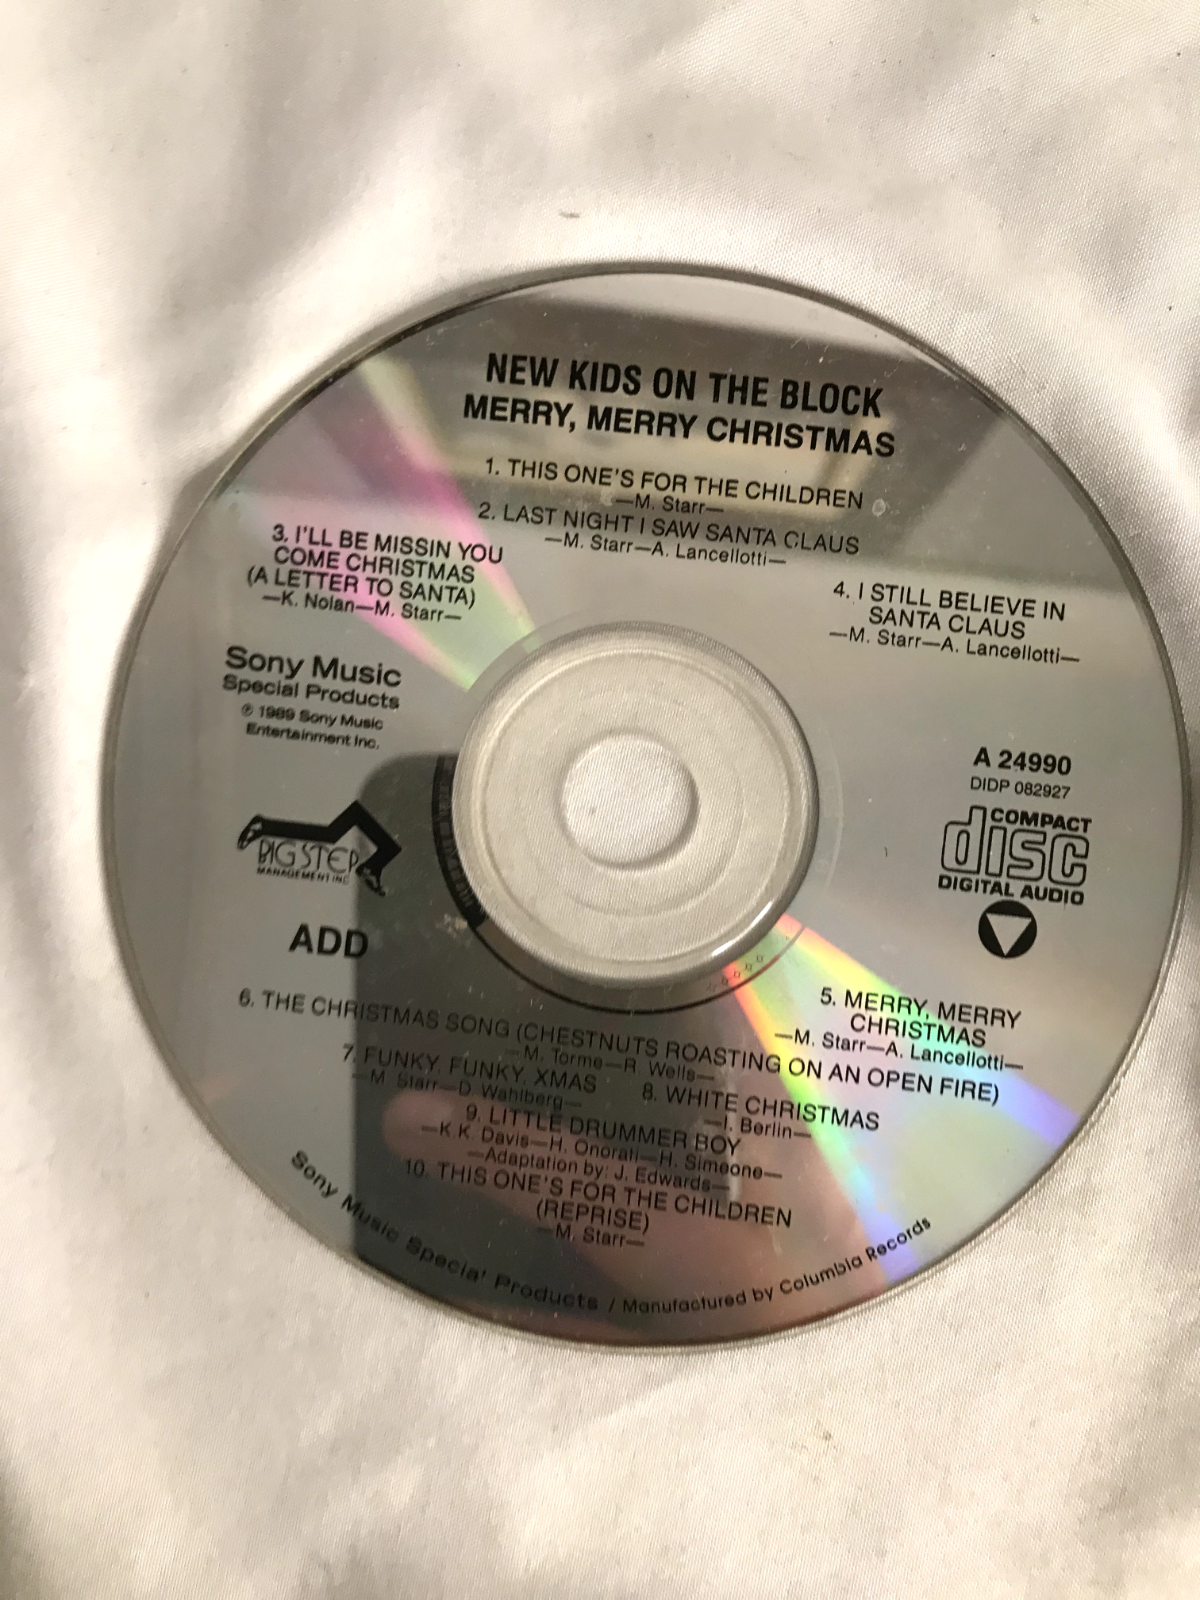 NEW KIDS ON THE BLOCK
MERRY, MERRY CHRISTMAS
1. THIS ONE'S FOR THE CHILDREN
—M. Starr—
2. LAST NIGHT I SAW SANTA CLAUS
—M. Starr—A. Lancellotti—
3. I'LL BE MISSIN YOU
COME CHRISTMAS
(A LETTER TO SANTA)
—K. Nolan—M. Starr—
4. I STILL BELIEVE IN
SANTA CLAUS
—M. Starr—A. Lancellotti—
Sony Music
Special Products
℗ 1989 Sony Music
Entertainment Inc.
A 24990
DIDP 082927
COMPACT
disc
DIGITAL AUDIO
BIG STEP
MANAGEMENT INC
ADD
5. MERRY, MERRY
CHRISTMAS
—M. Starr—A. Lancellotti—
6. THE CHRISTMAS SONG (CHESTNUTS ROASTING ON AN OPEN FIRE)
—M. Torme—R. Wells—
7. FUNKY, FUNKY, XMAS
—M. Starr—D. Wahlberg—
8. WHITE CHRISTMAS
—I. Berlin—
9. LITTLE DRUMMER BOY
—K.K. Davis—H. Onorati—H. Simeone—
—Adaptation by: J. Edwards—
10. THIS ONE'S FOR THE CHILDREN
(REPRISE)
—M. Starr—
Sony Music Special Products / Manufactured by Columbia Records